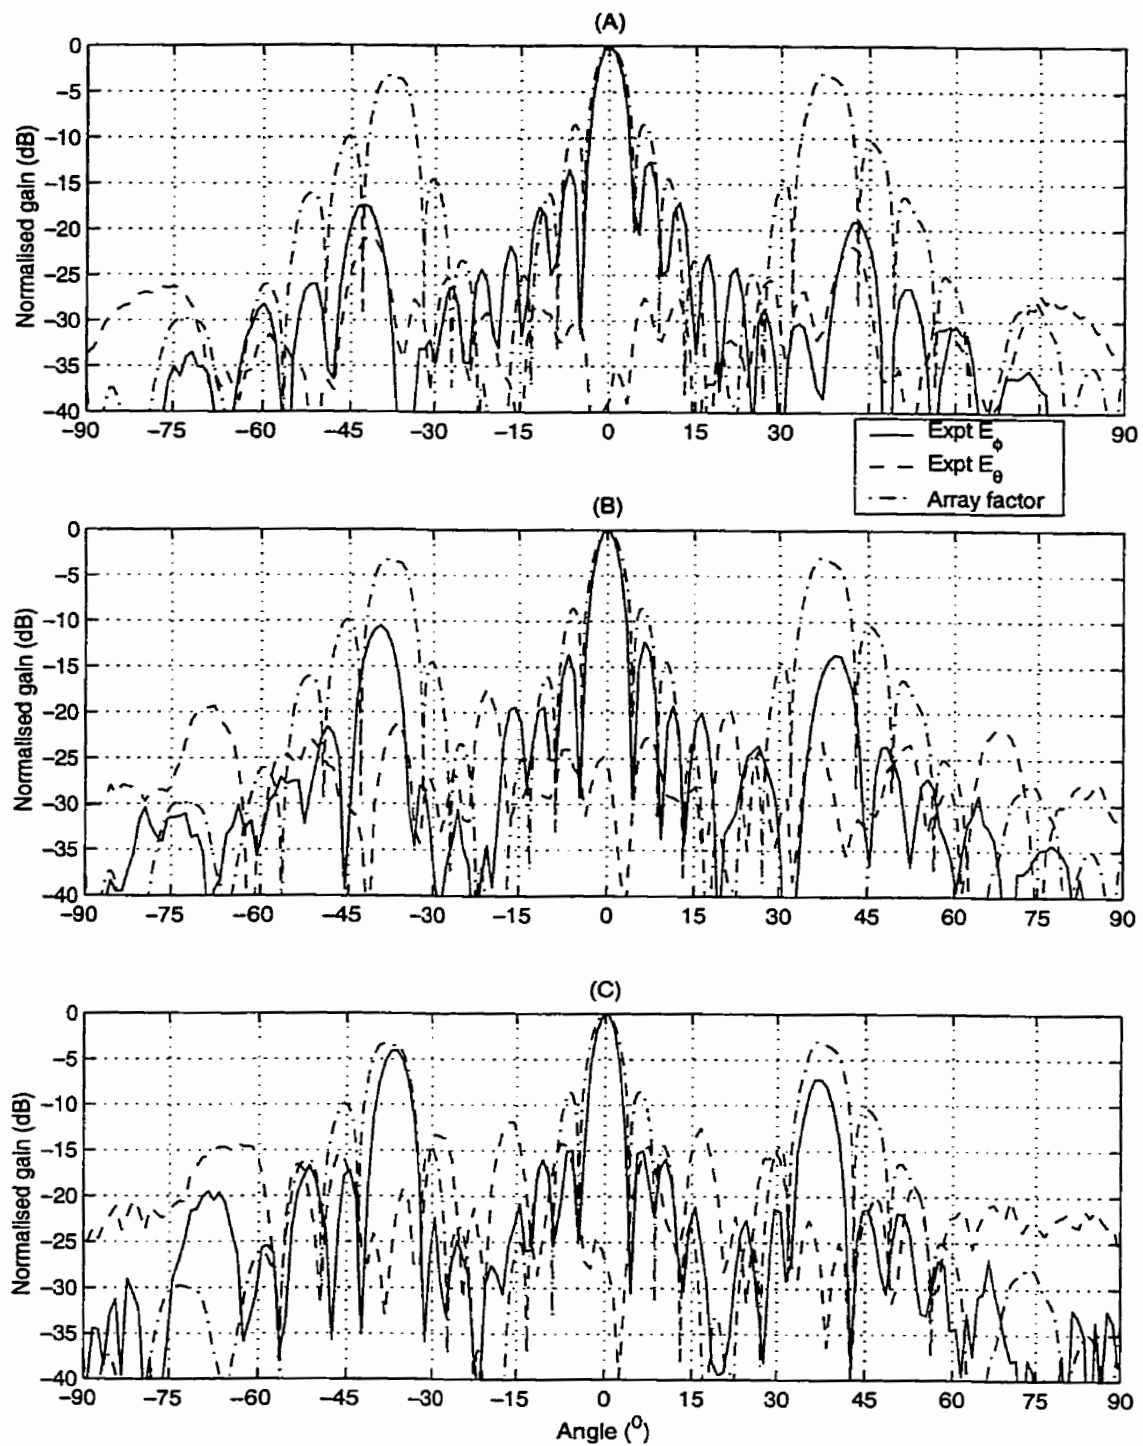 (A)
Normalised gain (dB)
0
−5
−10
−15
−20
−25
−30
−35
−40
−90 −75 −60 −45 −30 −15 0 15 30 90
Expt E_φ
Expt E_θ
Array factor
(B)
Normalised gain (dB)
0
−5
−10
−15
−20
−25
−30
−35
−40
−90 −75 −60 −45 −30 −15 0 15 30 45 60 75 90
(C)
Normalised gain (dB)
0
−5
−10
−15
−20
−25
−30
−35
−40
−90 −75 −60 −45 −30 −15 0 15 30 45 60 75 90
Angle (⁰)